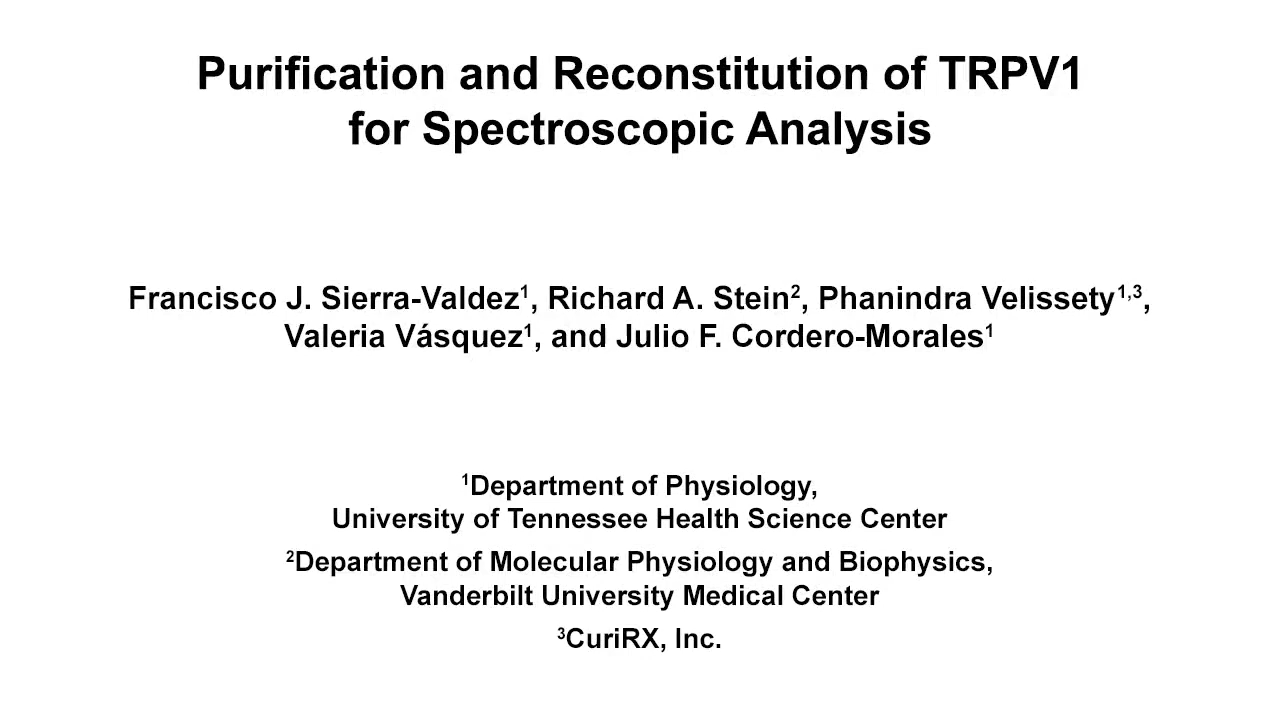 Purification and Reconstitution of TRPV1
for Spectroscopic Analysis
Francisco J. Sierra-Valdez¹, Richard A. Stein², Phanindra Velissety¹,³,
Valeria Vásquez¹, and Julio F. Cordero-Morales¹
¹Department of Physiology,
University of Tennessee Health Science Center
²Department of Molecular Physiology and Biophysics,
Vanderbilt University Medical Center
³CuriRX, Inc.